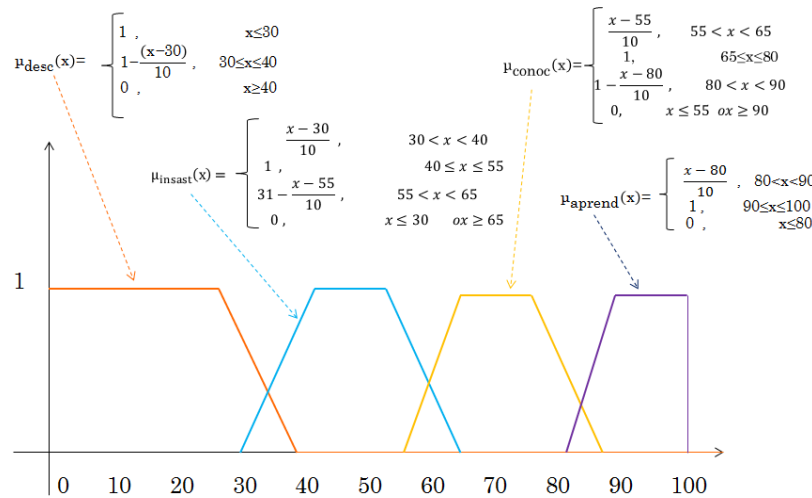 μdesc(x)= { 1 , x≤30
1−(x−30)/10 , 30≤x≤40
0 , x≥40
μinsast(x) = { (x − 30)/10 , 30 < x < 40
1 , 40 ≤ x ≤ 55
31 − (x − 55)/10 , 55 < x < 65
0 , x ≤ 30 ox ≥ 65
μconoc(x)= { (x − 55)/10 , 55 < x < 65
1, 65≤x≤80
1 − (x − 80)/10 , 80 < x < 90
0, x ≤ 55 ox ≥ 90
μaprend(x)= { (x − 80)/10 , 80<x<90
1, 90≤x≤100
0 , x≤80
1
0 10 20 30 40 50 60 70 80 90 100